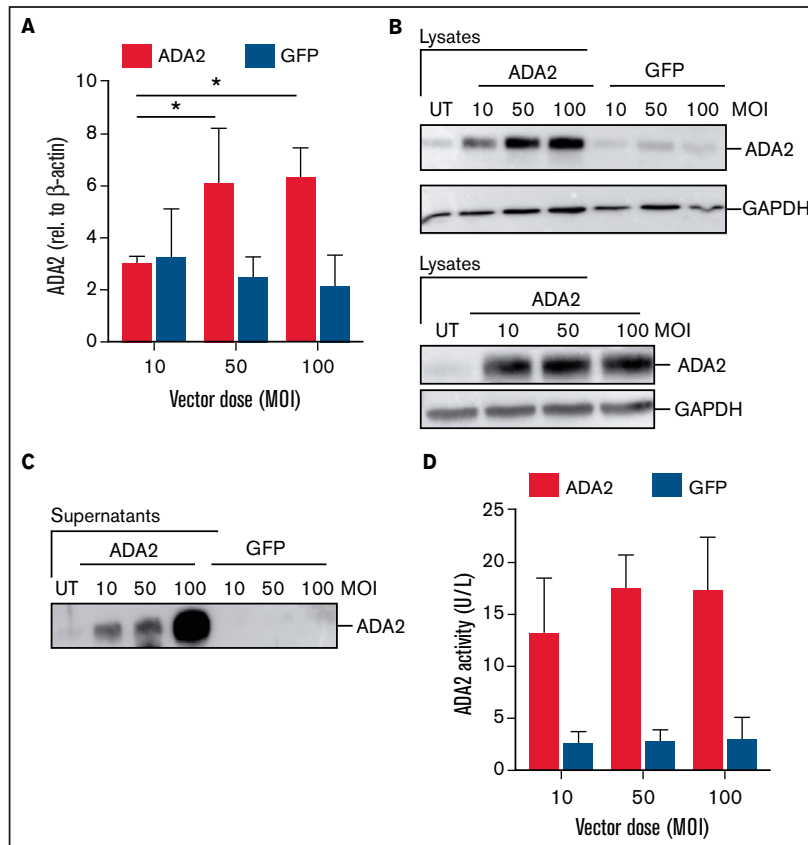 A
ADA2 GFP
ADA2 (rel. to β-actin)
10
8
6
4
2
0
* 
*
10 50 100
Vector dose (MOI)
B
Lysates
ADA2 GFP
UT 10 50 100 10 50 100 MOI
ADA2
GAPDH
Lysates
ADA2
UT 10 50 100 MOI
ADA2
GAPDH
C
Supernatants
ADA2 GFP
UT 10 50 100 10 50 100 MOI
ADA2
D
ADA2 GFP
ADA2 activity (U/L)
25
20
15
10
5
0
10 50 100
Vector dose (MOI)